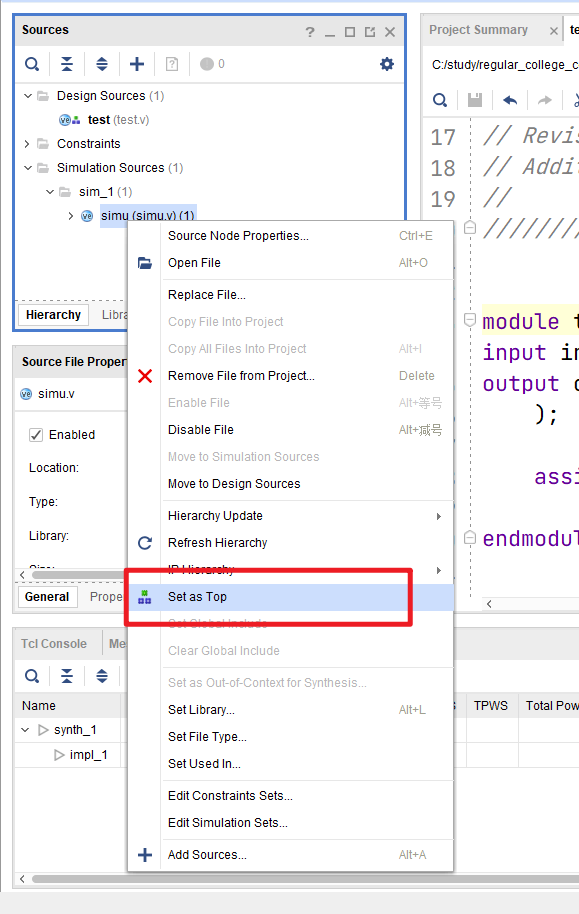 Sources
? _
0
Design Sources (1)
test (test.v)
Constraints
Simulation Sources (1)
sim_1 (1)
simu (simu.v) (1)
Hierarchy
Source File
simu.v
Enabled
Location:
Type:
Library:
General
Tcl Console
Name
synth_1
impl_1
Source Node Properties... Ctrl+E
Open File Alt+O
Replace File...
Copy File Into Project
Copy All Files Into Project Alt+I
Remove File from Project... Delete
Enable File Alt+等号
Disable File Alt+减号
Move to Simulation Sources
Move to Design Sources
Hierarchy Update
Refresh Hierarchy
IP Hierarchy
Set as Top
Set Global Include
Clear Global Include
Set as Out-of-Context for Synthesis...
Set Library... Alt+L
Set File Type...
Set Used In...
Edit Constraints Sets...
Edit Simulation Sets...
Add Sources... Alt+A
TPWS Total Pow
Project Summary
C:/study/regular_college_c
17 // Revis
18 // Addit
19 //
/////////
module t
input in
output o
);
assi
endmodul